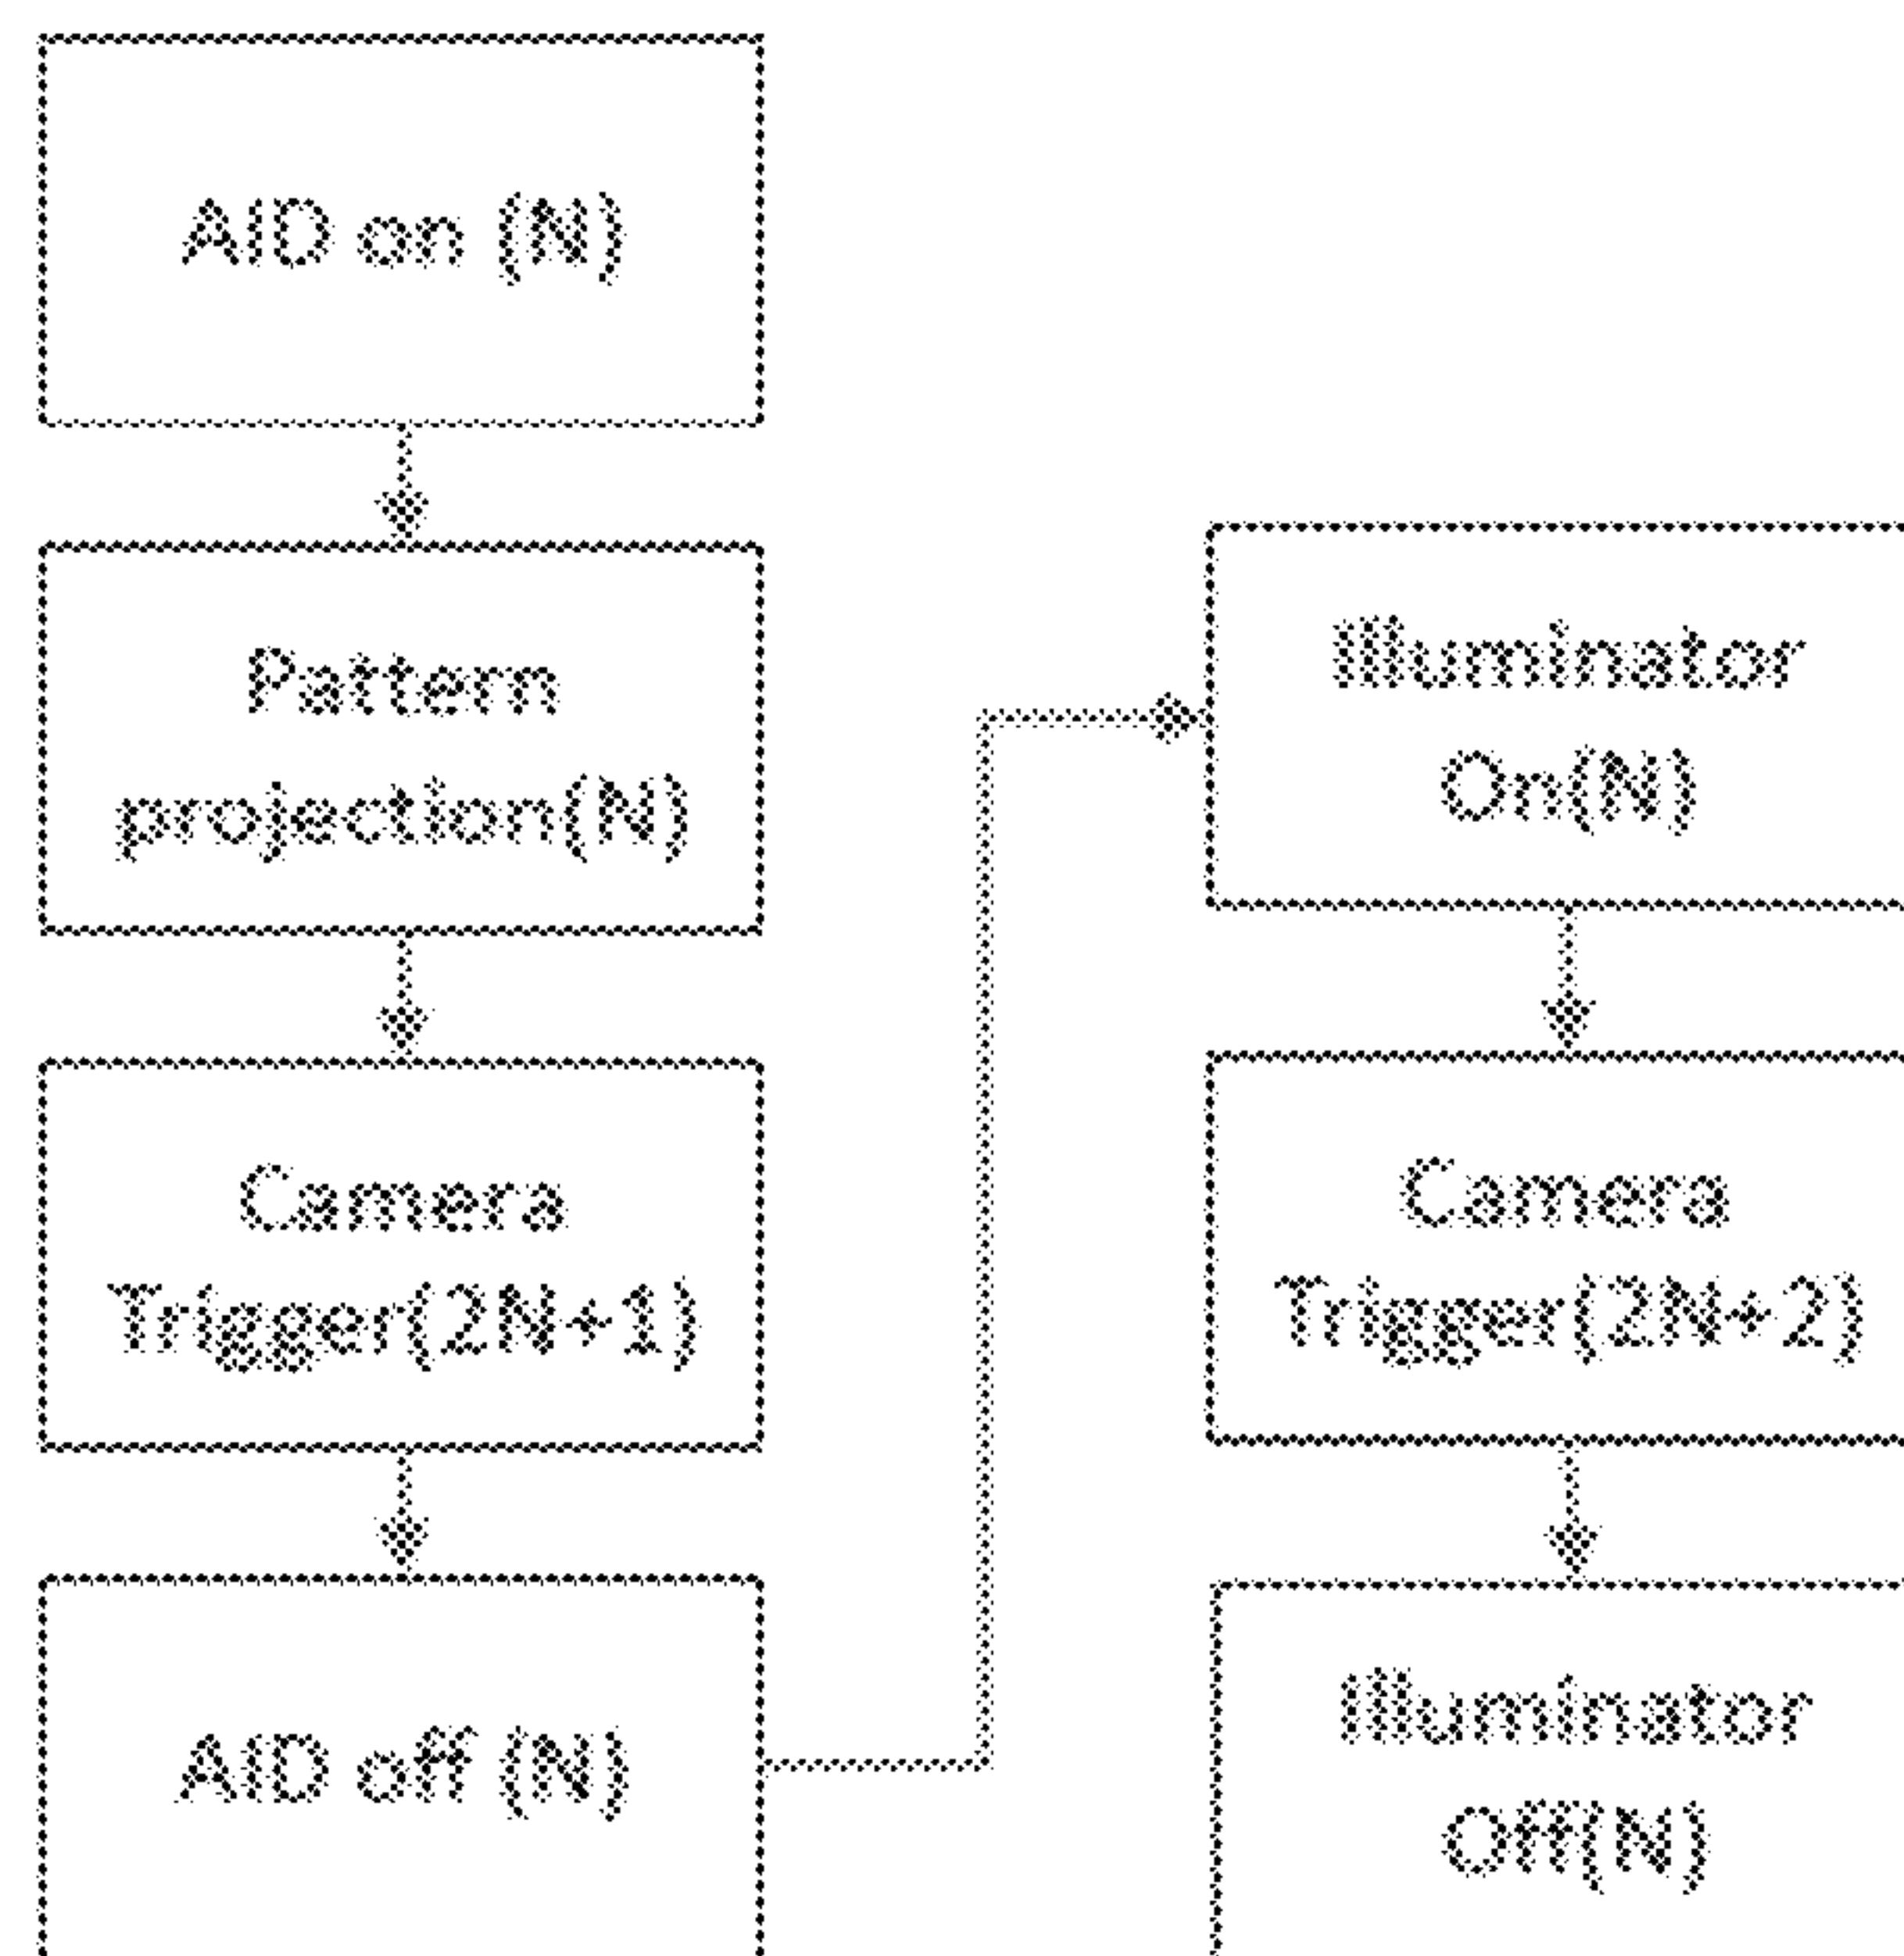 AID on (N)
Pattern
projection(N)
Camera
Trigger(2N+1)
AID off (N)
Illuminator
On(N)
Camera
Trigger(2N+2)
Illuminator
Off(N)